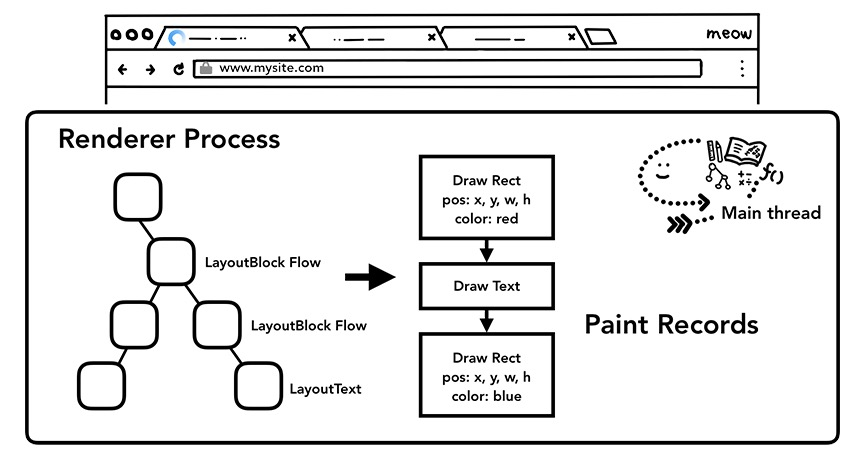 meow
www.mysite.com
Renderer Process
LayoutBlock Flow
LayoutBlock Flow
LayoutText
Draw Rect
pos: x, y, w, h
color: red
Draw Text
Draw Rect
pos: x, y, w, h
color: blue
Paint Records
+-
×÷
f()
Main thread